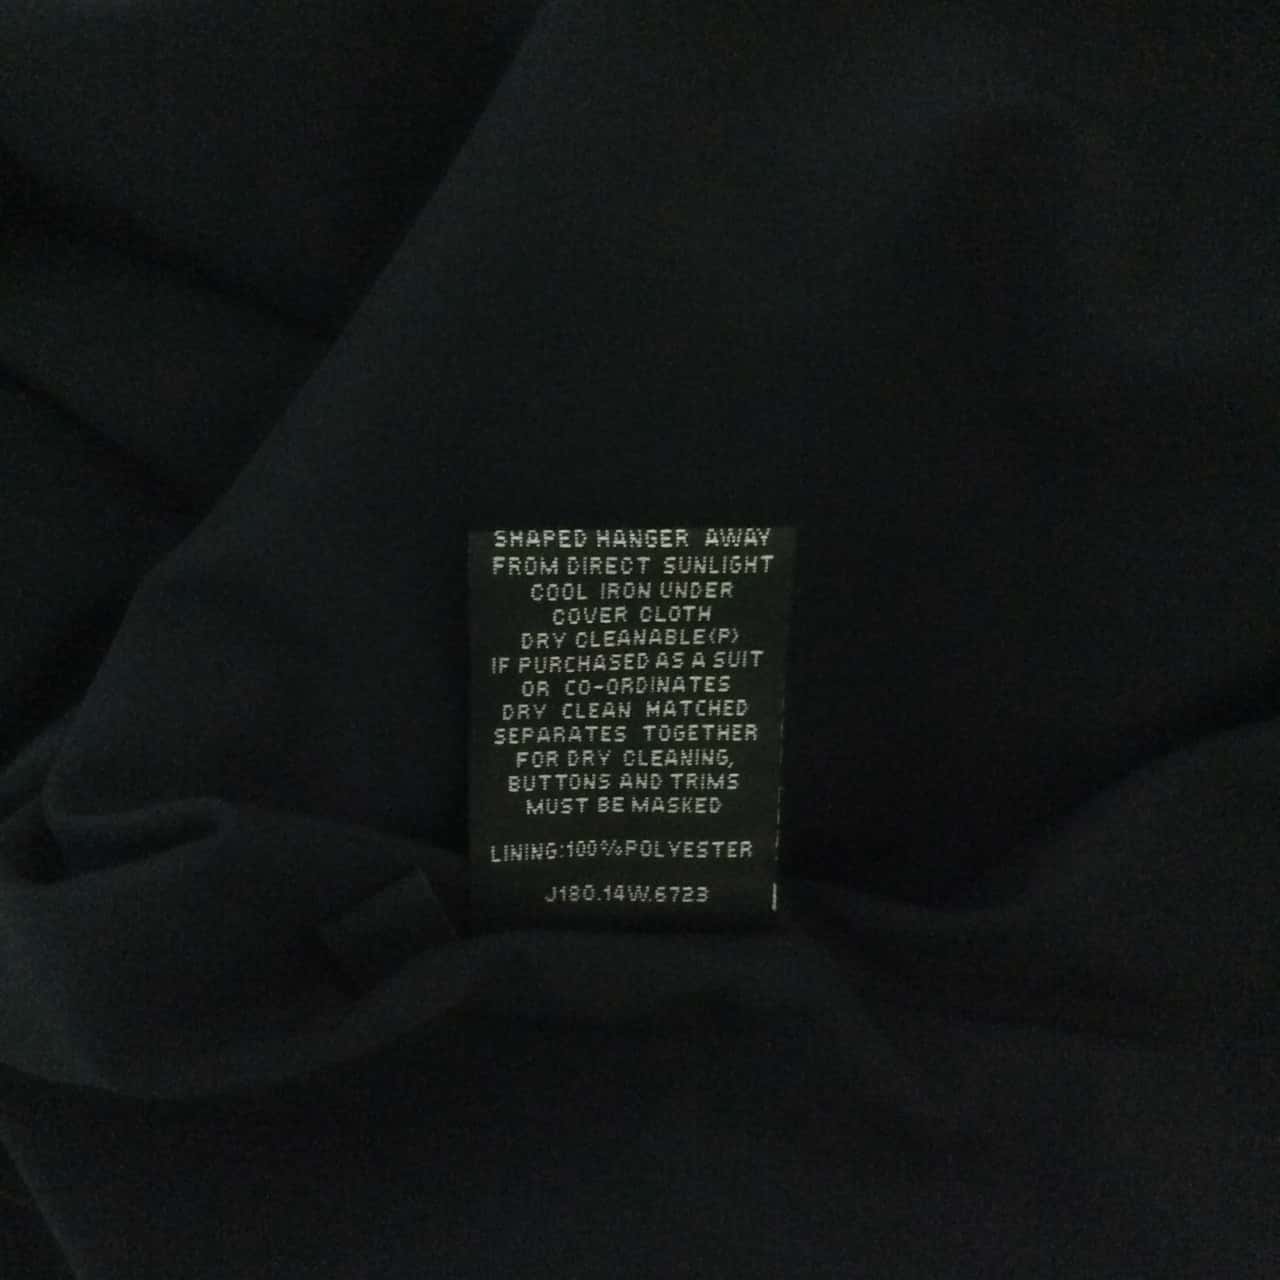 SHAPED HANGER AWAY
FROM DIRECT SUNLIGHT
COOL IRON UNDER
COVER CLOTH
DRY CLEANABLE(P)
IF PURCHASED AS A SUIT
OR CO-ORDINATES
DRY CLEAN MATCHED
SEPARATES TOGETHER
FOR DRY CLEANING,
BUTTONS AND TRIMS
MUST BE MASKED
LINING:100%POLYESTER
J180.14W.6723